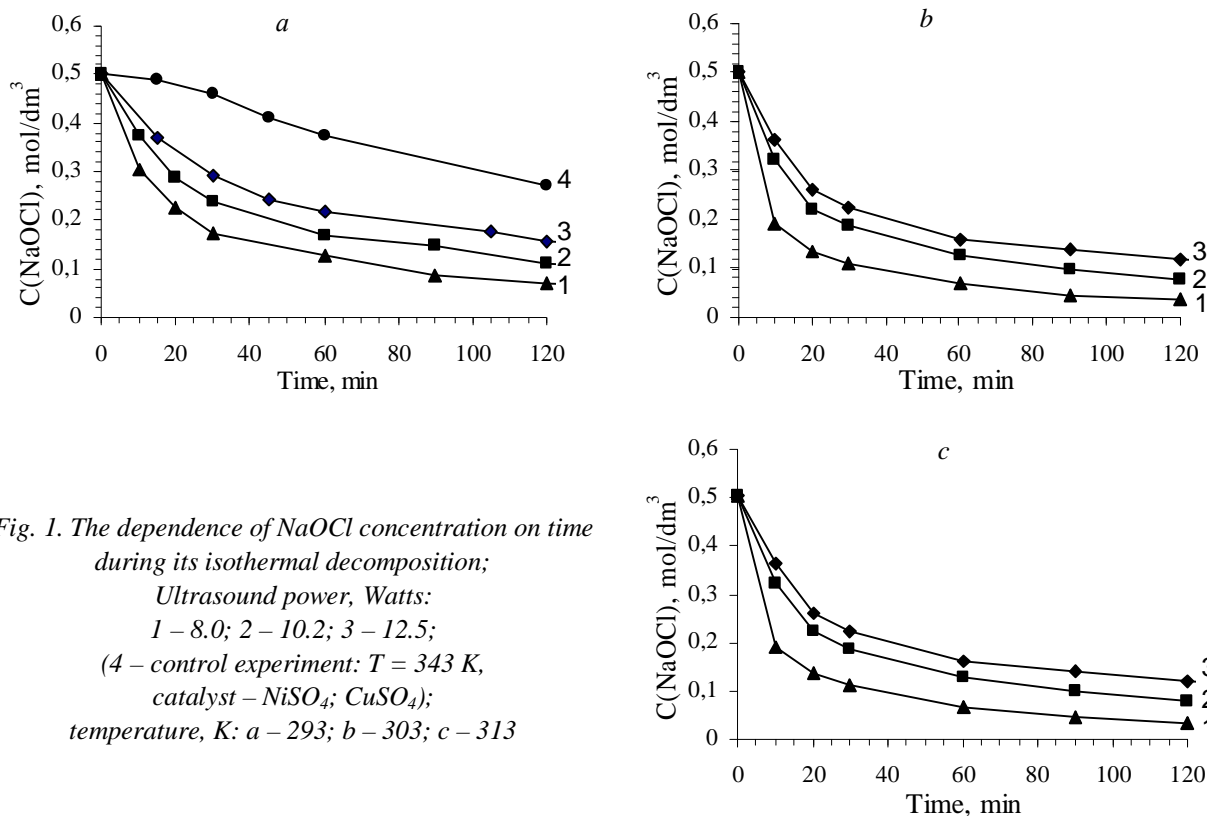 a
0,6
0,5
0,4
0,3
0,2
0,1
0
C(NaOCl), mol/dm³
4
3
2
1
0 20 40 60 80 100 120
Time, min
b
0,6
0,5
0,4
0,3
0,2
0,1
0
C(NaOCl), mol/dm³
3
2
1
0 20 40 60 80 100 120
Time, min
Fig. 1. The dependence of NaOCl concentration on time
during its isothermal decomposition;
Ultrasound power, Watts:
1 – 8.0; 2 – 10.2; 3 – 12.5;
(4 – control experiment: T = 343 K,
catalyst – NiSO₄; CuSO₄);
temperature, K: a – 293; b – 303; c – 313
c
0,6
0,5
0,4
0,3
0,2
0,1
0
C(NaOCl), mol/dm³
3
2
1
0 20 40 60 80 100 120
Time, min